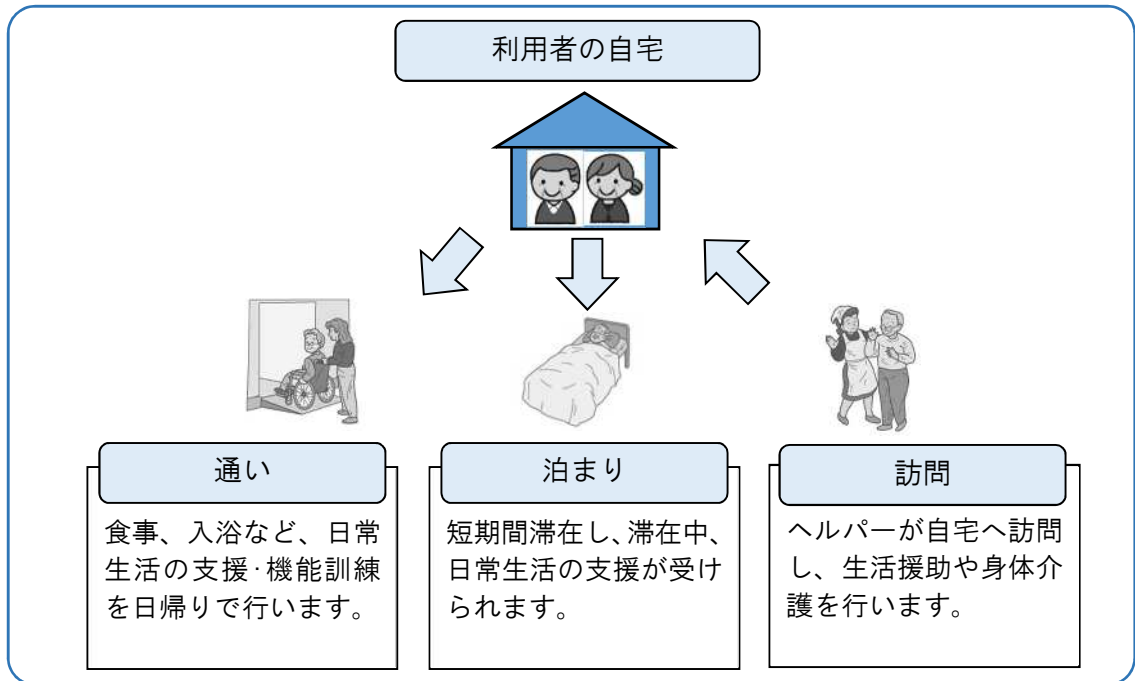 利用者の自宅
通い
食事、入浴など、日常
生活の支援･機能訓練
を日帰りで行います。
泊まり
短期間滞在し、滞在中、
日常生活の支援が受け
られます。
訪問
ヘルパーが自宅へ訪問
し、生活援助や身体介
護を行います。